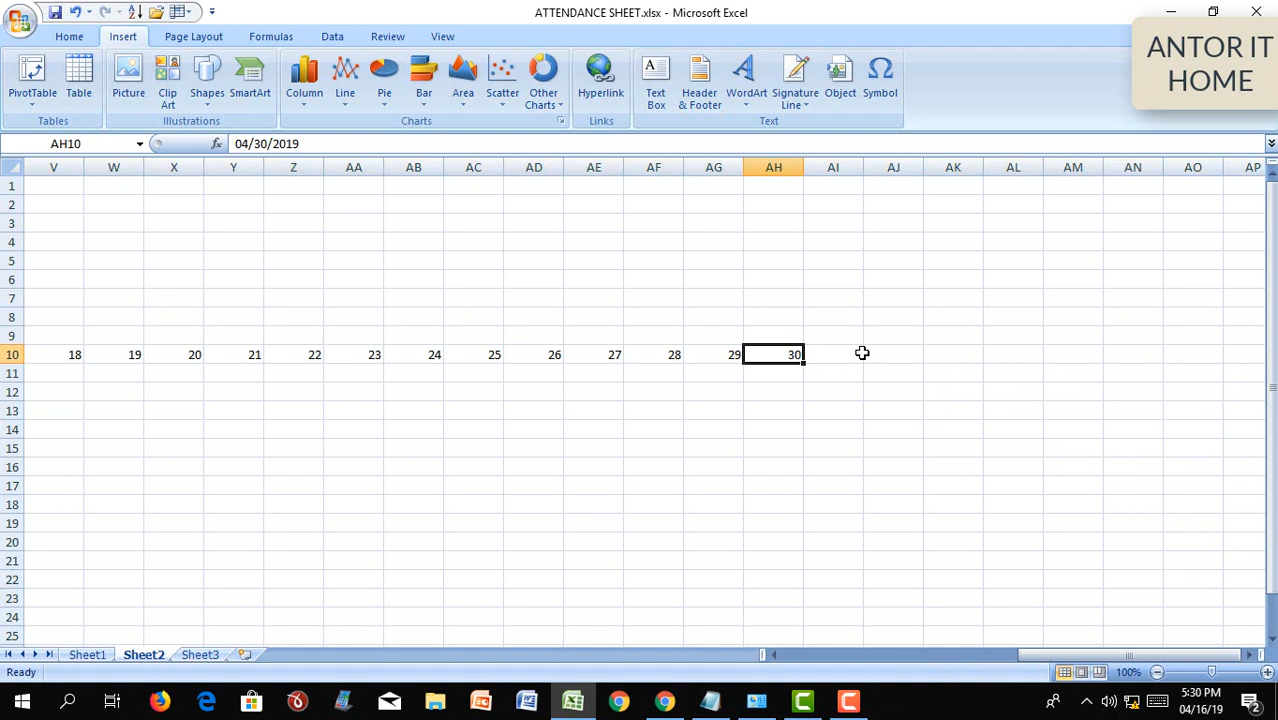 ATTENDANCE SHEET.xlsx - Microsoft Excel
ANTOR IT
HOME
Home Insert Page Layout Formulas Data Review View
PivotTable Table Picture Clip Art Shapes SmartArt Column Line Pie Bar Area Scatter Other Charts Hyperlink Text Box Header & Footer WordArt Signature Line Object Symbol
Tables Illustrations Charts Links Text
AH10 fx 04/30/2019
V W X Y Z AA AB AC AD AE AF AG AH AI AJ AK AL AM AN AO AP
1
2
3
4
5
6
7
8
9
10 18 19 20 21 22 23 24 25 26 27 28 29 30
11
12
13
14
15
16
17
18
19
20
21
22
23
24
25
Sheet1 Sheet2 Sheet3
Ready 100%
5:30 PM
04/16/19
2